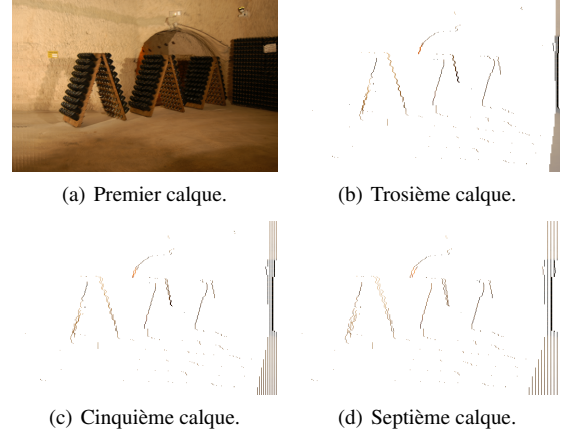 (a) Premier calque.
(b) Trosième calque.
(c) Cinquième calque.
(d) Septième calque.